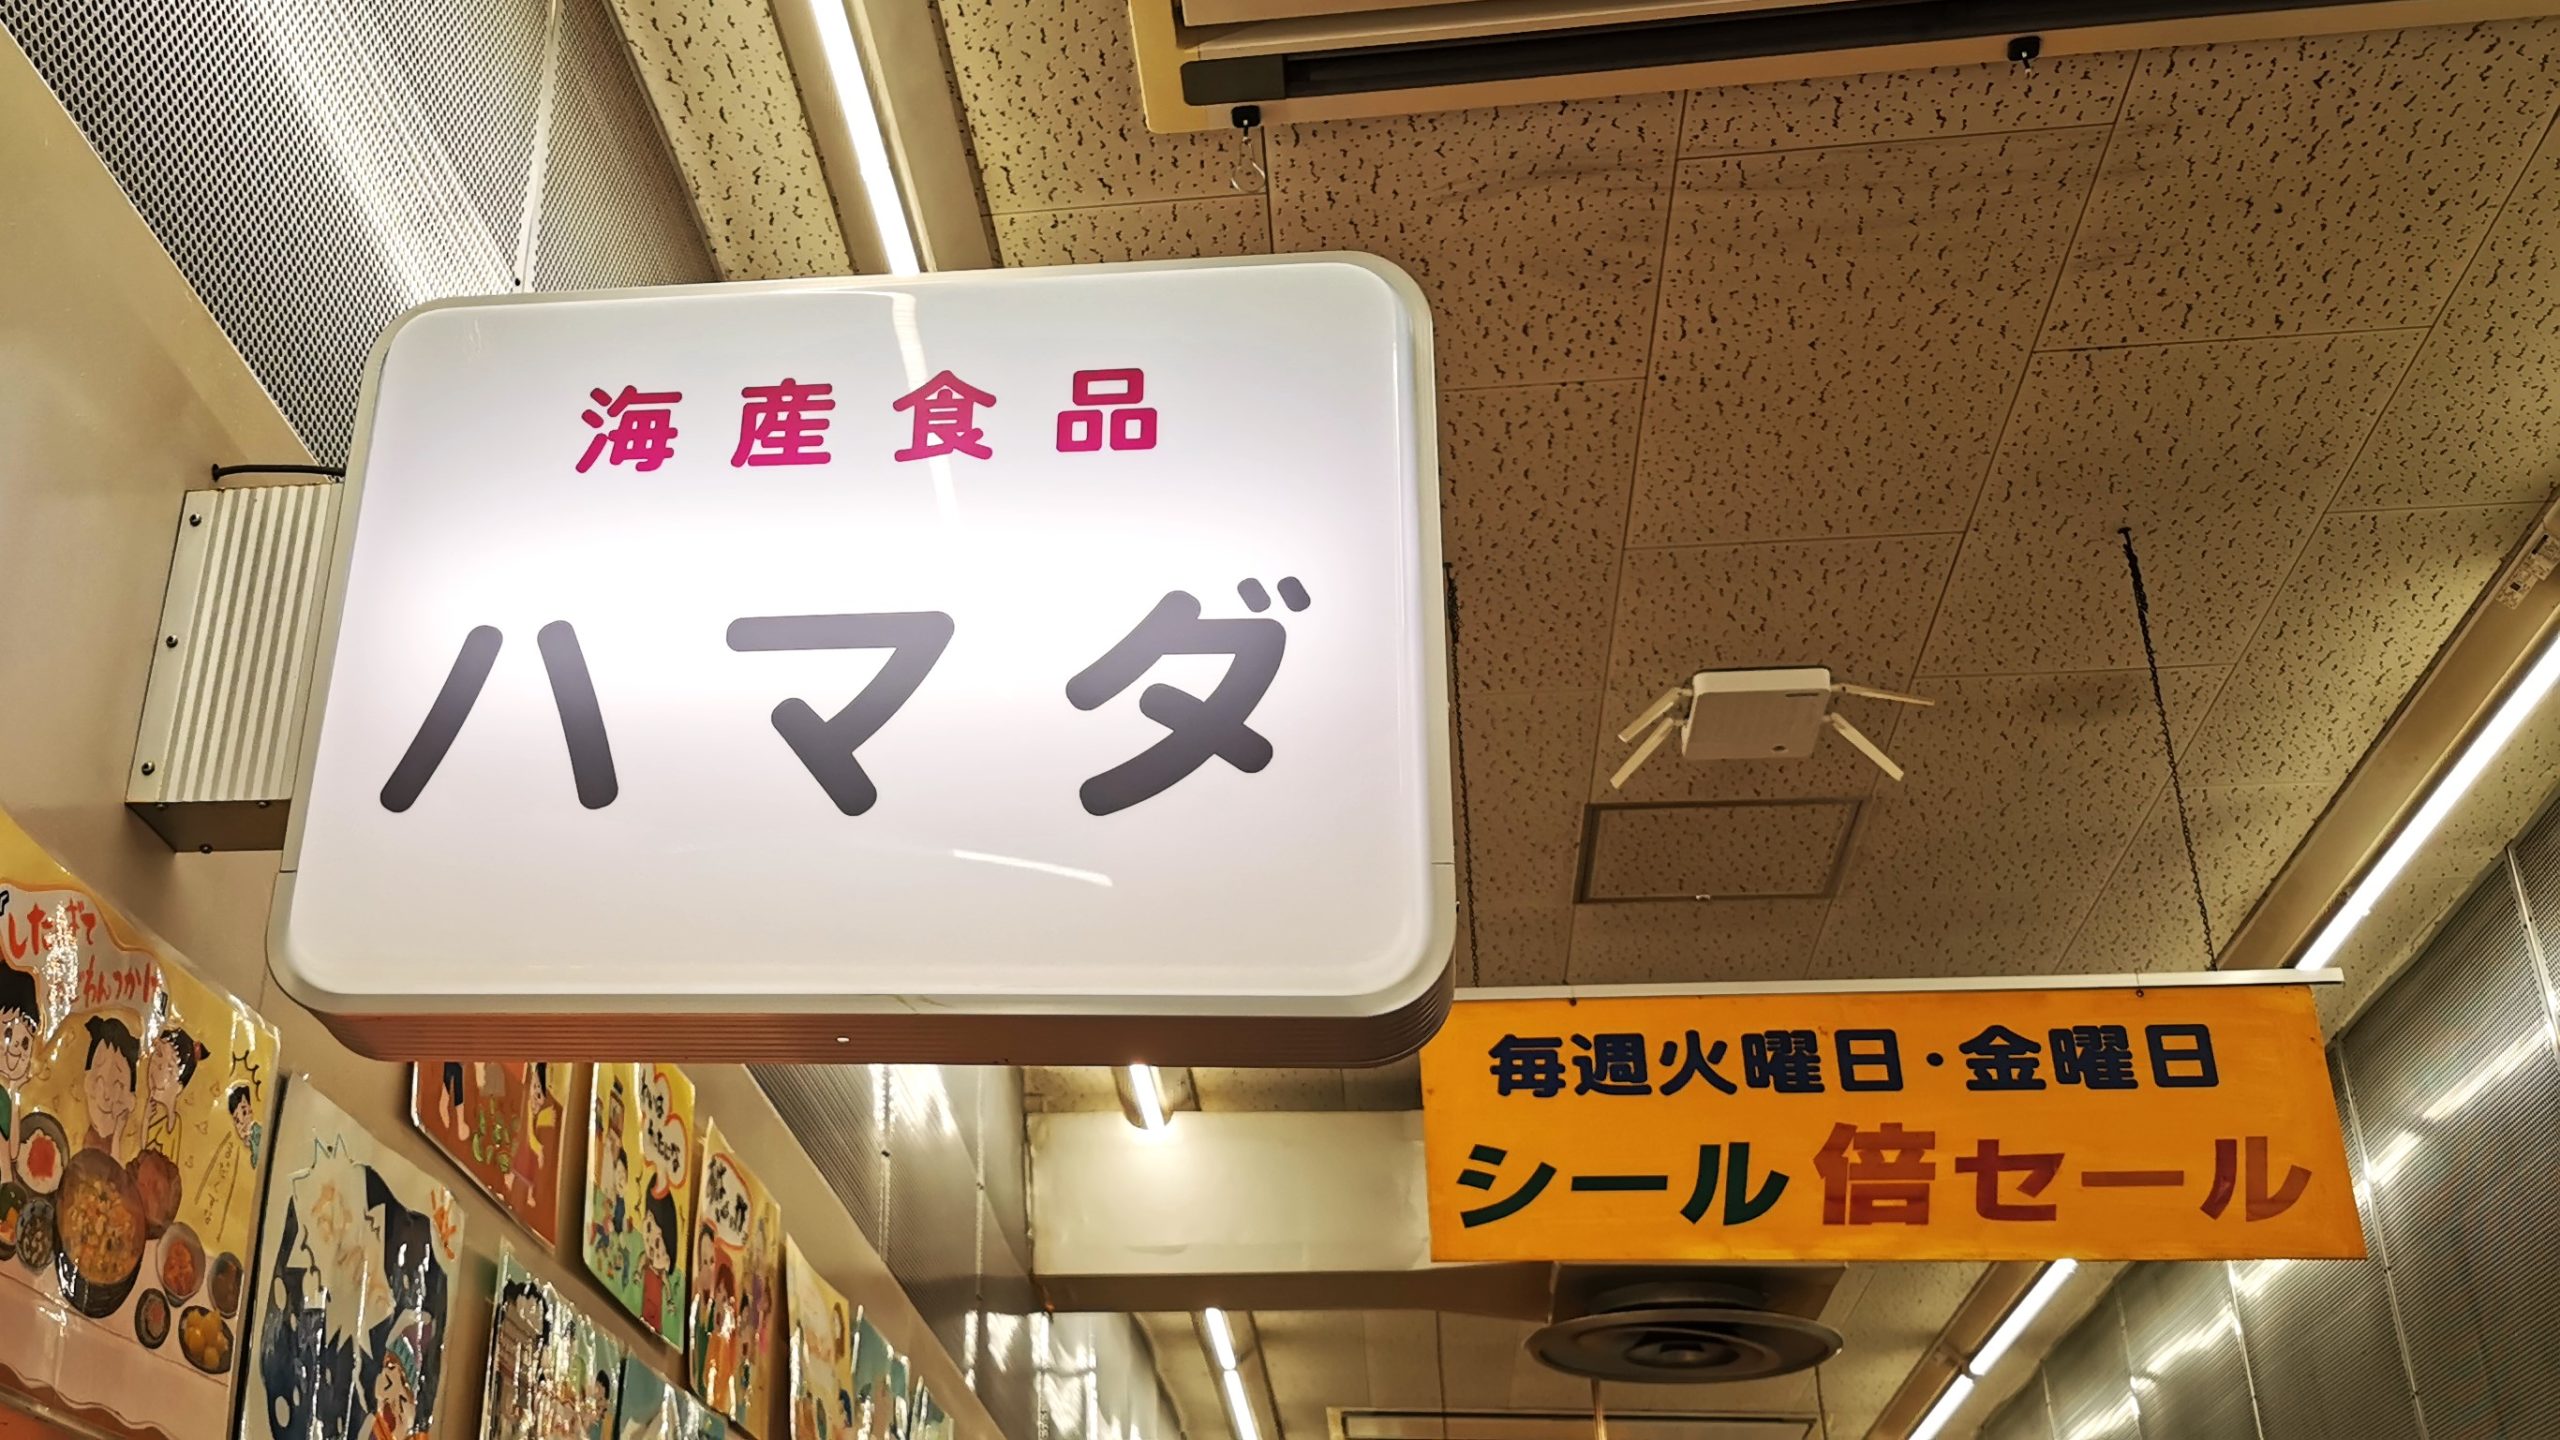 海産食品
ハマダ
毎週火曜日・金曜日
シール倍セール